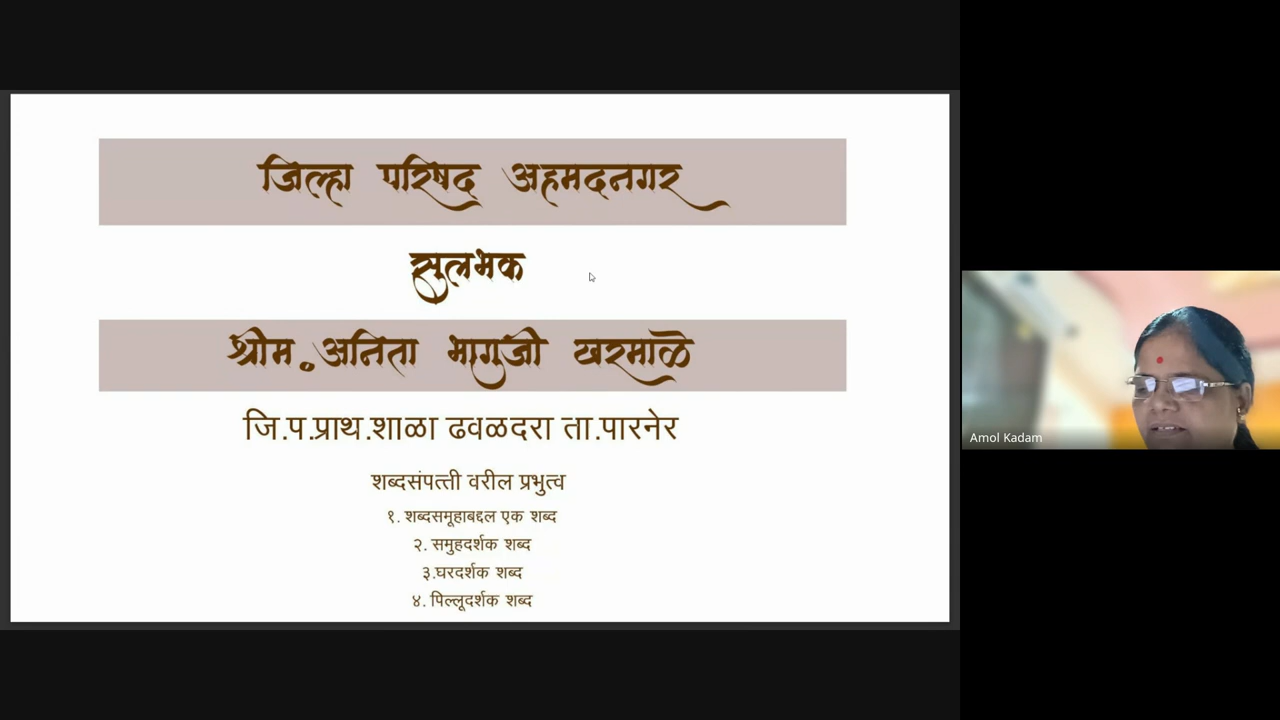 जिल्हा परिषद अहमदनगर
सुलभक
श्रीम.अनिता भागुजी खरमाळे
जि.प.प्राथ.शाळा ढवळदरा ता.पारनेर
शब्दसंपत्ती वरील प्रभुत्व
१. शब्दसमूहाबद्दल एक शब्द
२. समुहदर्शक शब्द
३.घरदर्शक शब्द
४. पिल्लूदर्शक शब्द
Amol Kadam